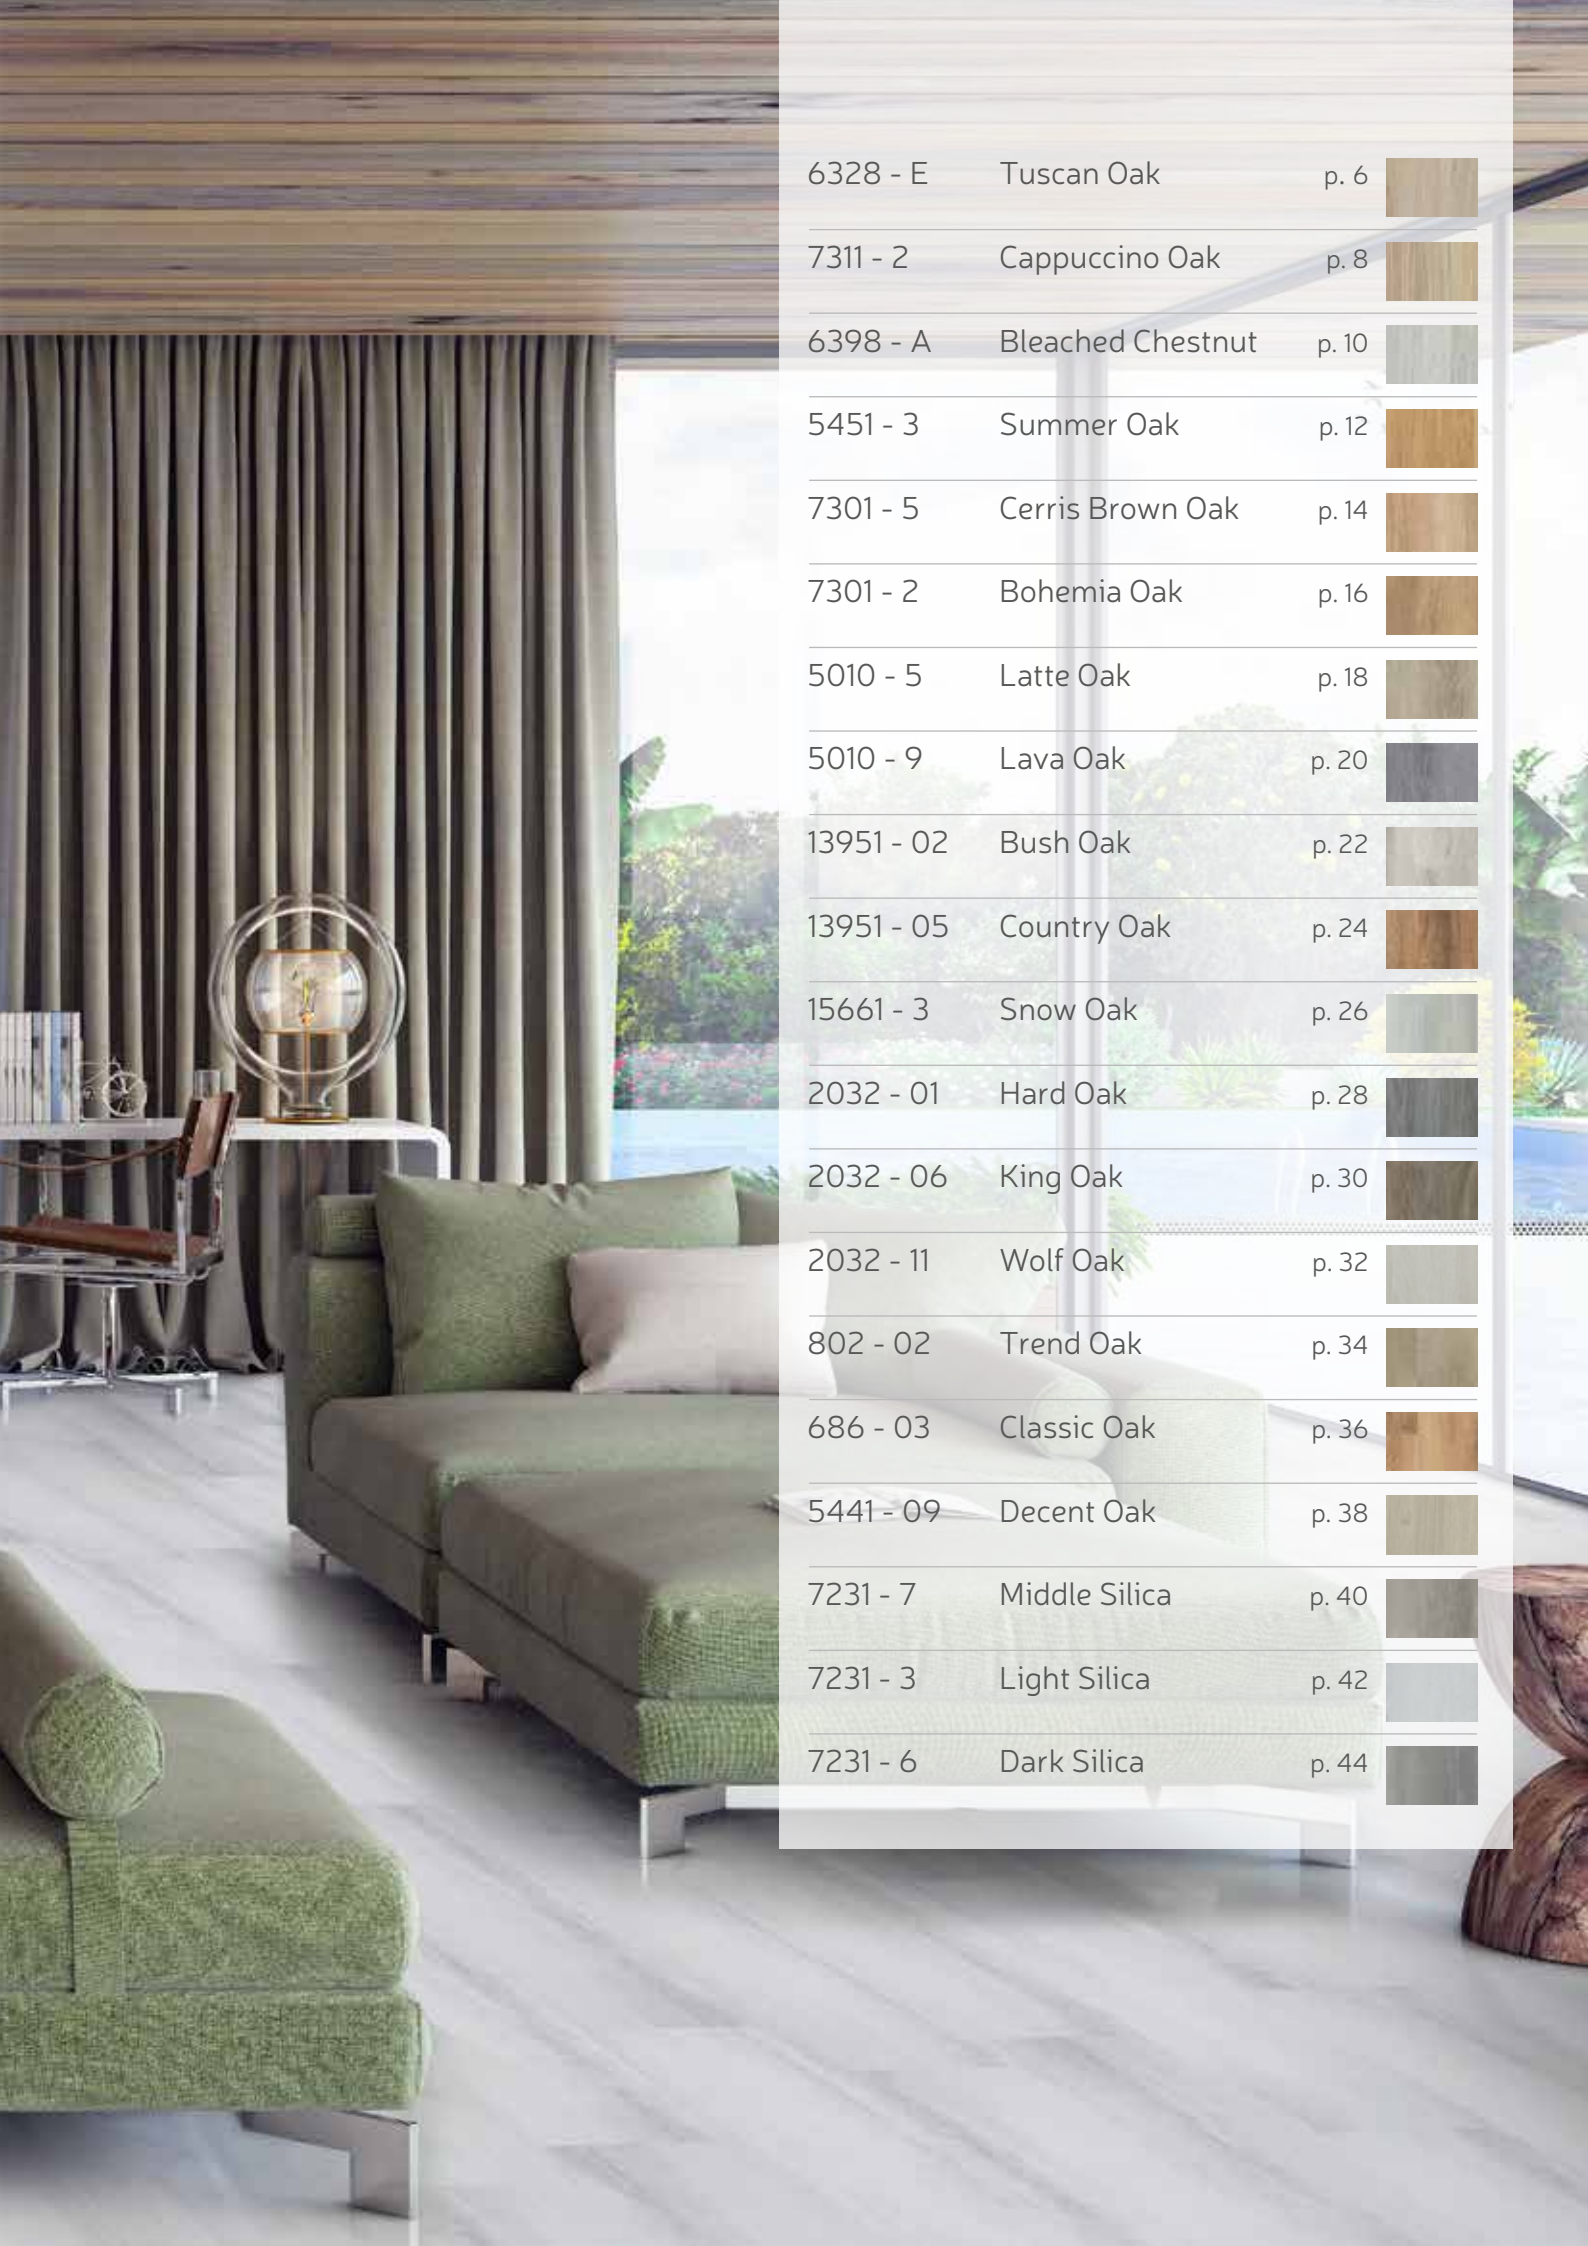 6328 - E Tuscan Oak p. 6
7311 - 2 Cappuccino Oak p. 8
6398 - A Bleached Chestnut p. 10
5451 - 3 Summer Oak p. 12
7301 - 5 Cerris Brown Oak p. 14
7301 - 2 Bohemia Oak p. 16
5010 - 5 Latte Oak p. 18
5010 - 9 Lava Oak p. 20
13951 - 02 Bush Oak p. 22
13951 - 05 Country Oak p. 24
15661 - 3 Snow Oak p. 26
2032 - 01 Hard Oak p. 28
2032 - 06 King Oak p. 30
2032 - 11 Wolf Oak p. 32
802 - 02 Trend Oak p. 34
686 - 03 Classic Oak p. 36
5441 - 09 Decent Oak p. 38
7231 - 7 Middle Silica p. 40
7231 - 3 Light Silica p. 42
7231 - 6 Dark Silica p. 44